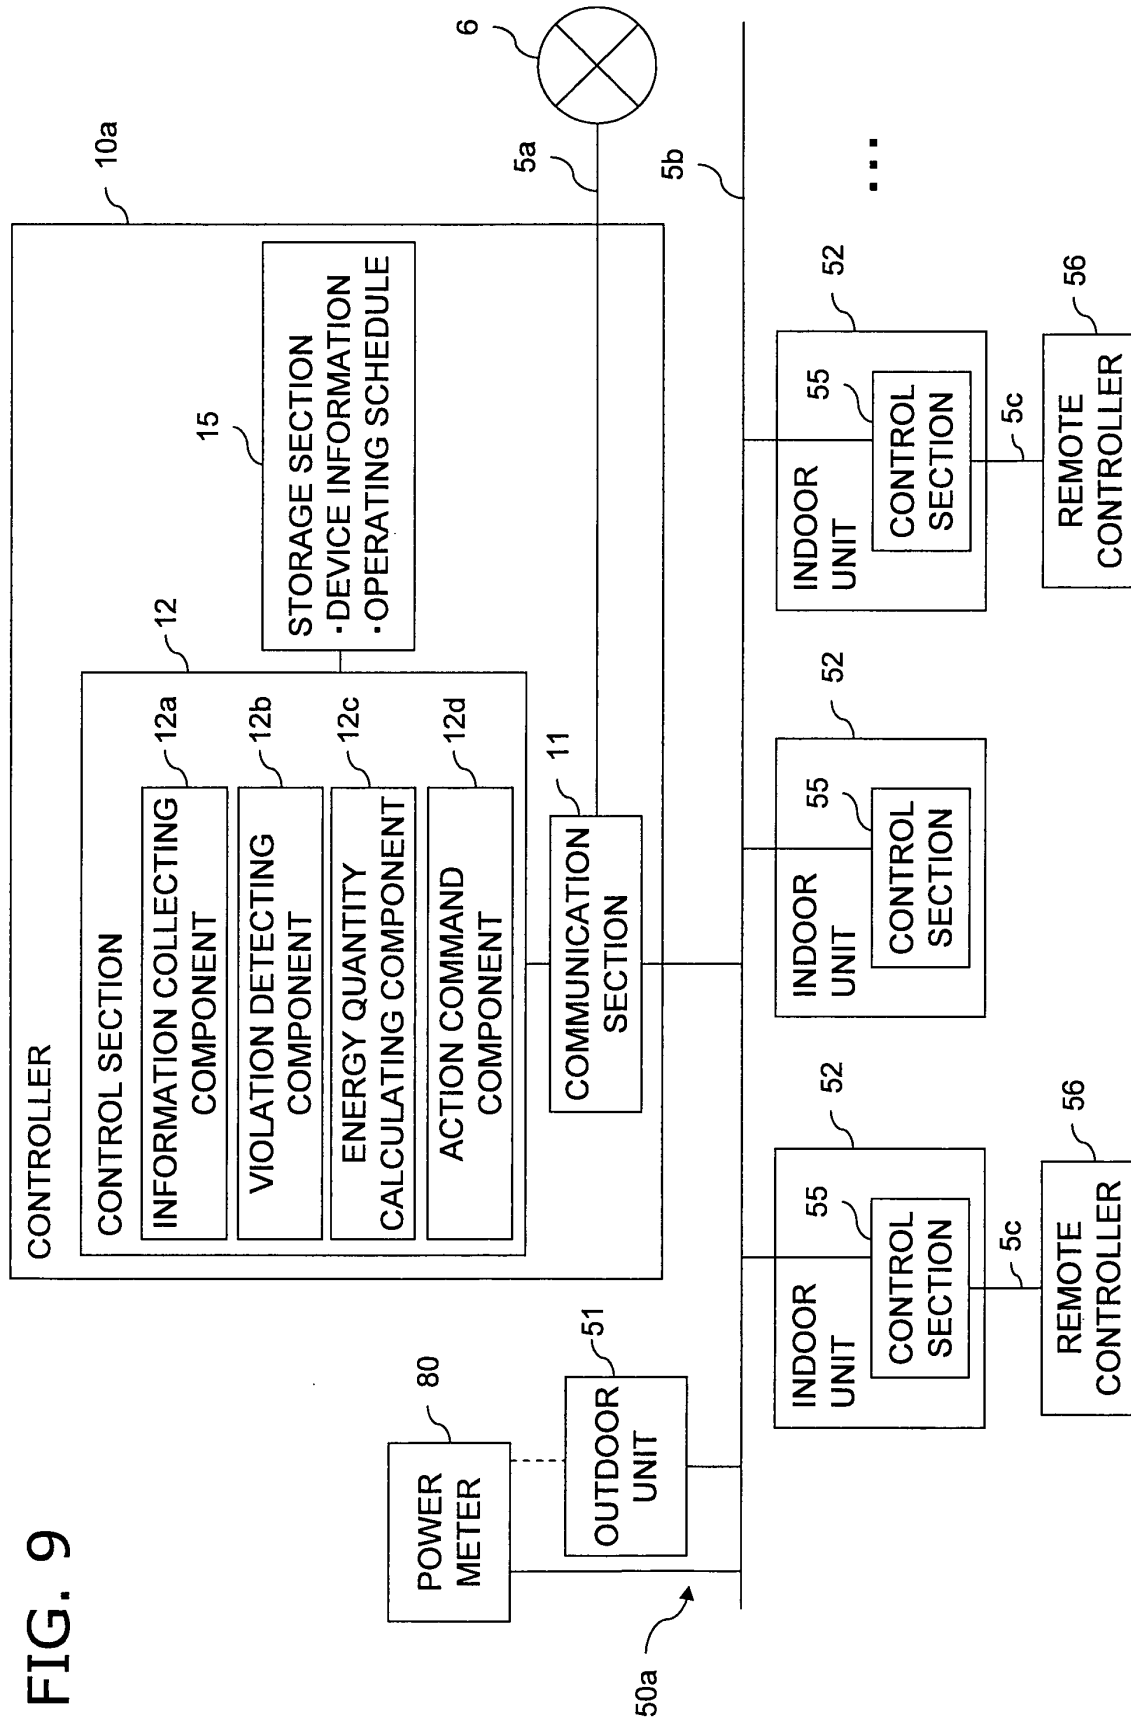 FIG. 9
CONTROLLER
10a
CONTROL SECTION
12
INFORMATION COLLECTING
COMPONENT
12a
VIOLATION DETECTING
COMPONENT
12b
ENERGY QUANTITY
CALCULATING COMPONENT
12c
ACTION COMMAND
COMPONENT
12d
15
STORAGE SECTION
·DEVICE INFORMATION
·OPERATING SCHEDULE
COMMUNICATION
SECTION
11
5a
6
POWER
METER
80
OUTDOOR
UNIT
51
50a
5b
INDOOR
UNIT
52
55
CONTROL
SECTION
5c
REMOTE
CONTROLLER
56
INDOOR
UNIT
52
55
CONTROL
SECTION
INDOOR
UNIT
52
55
CONTROL
SECTION
5c
REMOTE
CONTROLLER
56
...